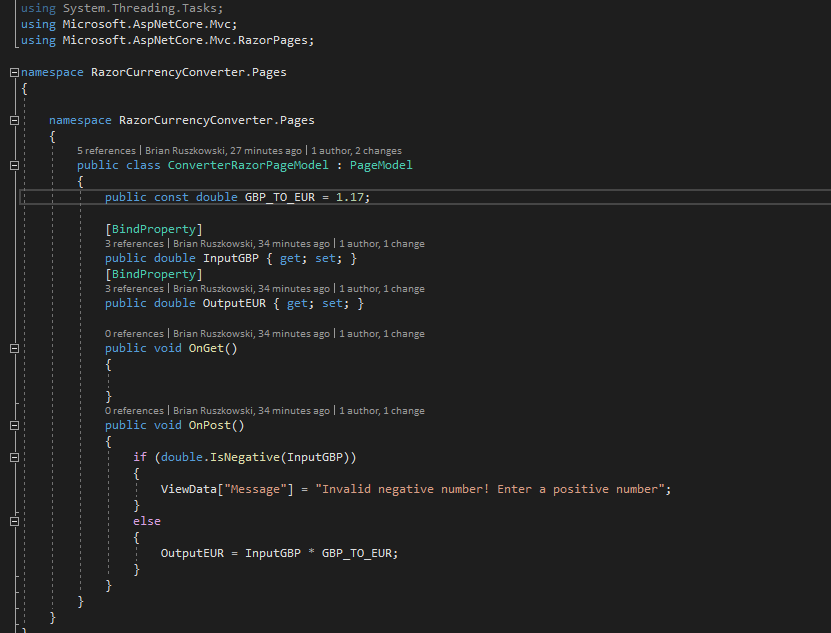 using System.Threading.Tasks;
using Microsoft.AspNetCore.Mvc;
using Microsoft.AspNetCore.Mvc.RazorPages;
namespace RazorCurrencyConverter.Pages
{
namespace RazorCurrencyConverter.Pages
{
5 references | Brian Ruszkowski, 27 minutes ago | 1 author, 2 changes
public class ConverterRazorPageModel : PageModel
{
public const double GBP_TO_EUR = 1.17;
[BindProperty]
3 references | Brian Ruszkowski, 34 minutes ago | 1 author, 1 change
public double InputGBP { get; set; }
[BindProperty]
3 references | Brian Ruszkowski, 34 minutes ago | 1 author, 1 change
public double OutputEUR { get; set; }
0 references | Brian Ruszkowski, 34 minutes ago | 1 author, 1 change
public void OnGet()
{
}
0 references | Brian Ruszkowski, 34 minutes ago | 1 author, 1 change
public void OnPost()
{
if (double.IsNegative(InputGBP))
{
ViewData["Message"] = "Invalid negative number! Enter a positive number";
}
else
{
OutputEUR = InputGBP * GBP_TO_EUR;
}
}
}
}
}